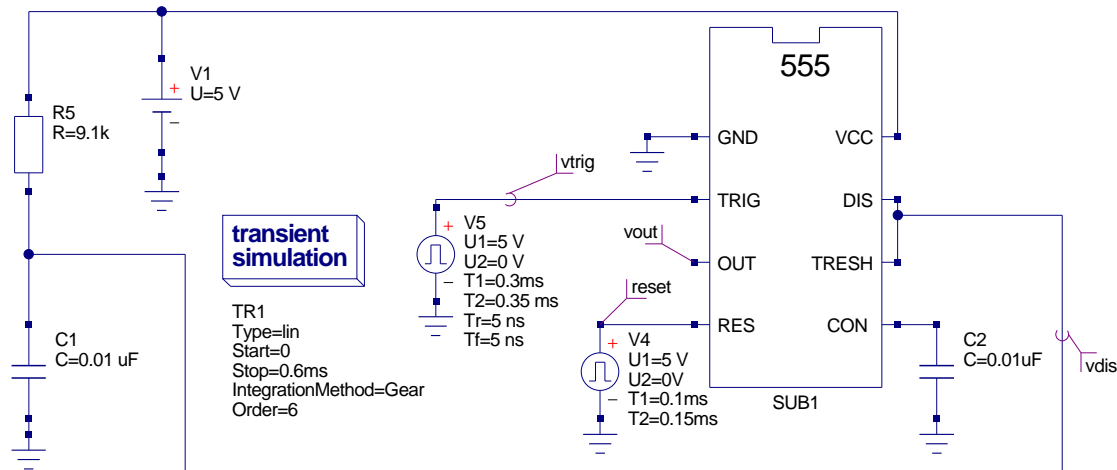 555
V1
U=5 V
R5
R=9.1k
GND
VCC
vtrig
TRIG
DIS
V5
U1=5 V
U2=0 V
T1=0.3ms
T2=0.35 ms
Tr=5 ns
Tf=5 ns
transient
simulation
vout
OUT
TRESH
reset
RES
CON
TR1
Type=lin
Start=0
Stop=0.6ms
IntegrationMethod=Gear
Order=6
C1
C=0.01 uF
V4
U1=5 V
U2=0V
T1=0.1ms
T2=0.15ms
C2
C=0.01uF
vdis
SUB1